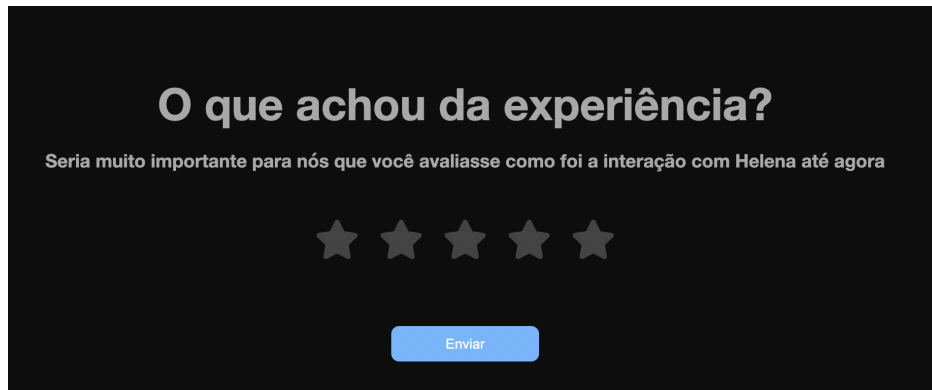 O que achou da experiência?
Seria muito importante para nós que você avaliasse como foi a interação com Helena até agora
Enviar